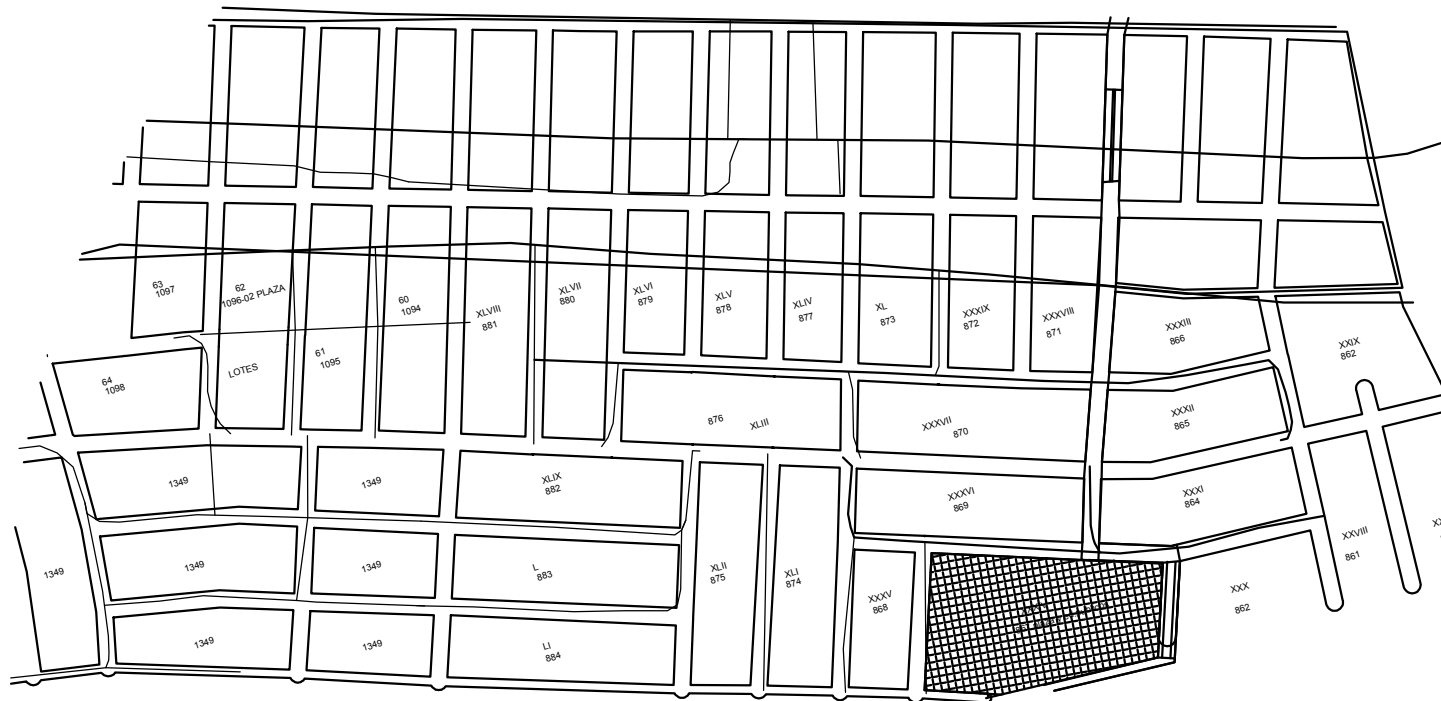 63
1097
62
1096-02 PLAZA
60
1094
XLVIII
881
XLVII
880
XLVI
879
XLV
878
XLIV
877
XL
873
XXXIX
872
XXXVIII
871
XXXIII
866
XXIX
862
64
1098
LOTES
61
1095
876
XLIII
XXXVII
870
XXXII
865
1349
1349
XLIX
882
XXXVI
869
XXXI
864
XXVIII
861
1349
1349
1349
L
883
XLII
875
XLI
874
XXXV
868
XXX
862
1349
1349
LI
884